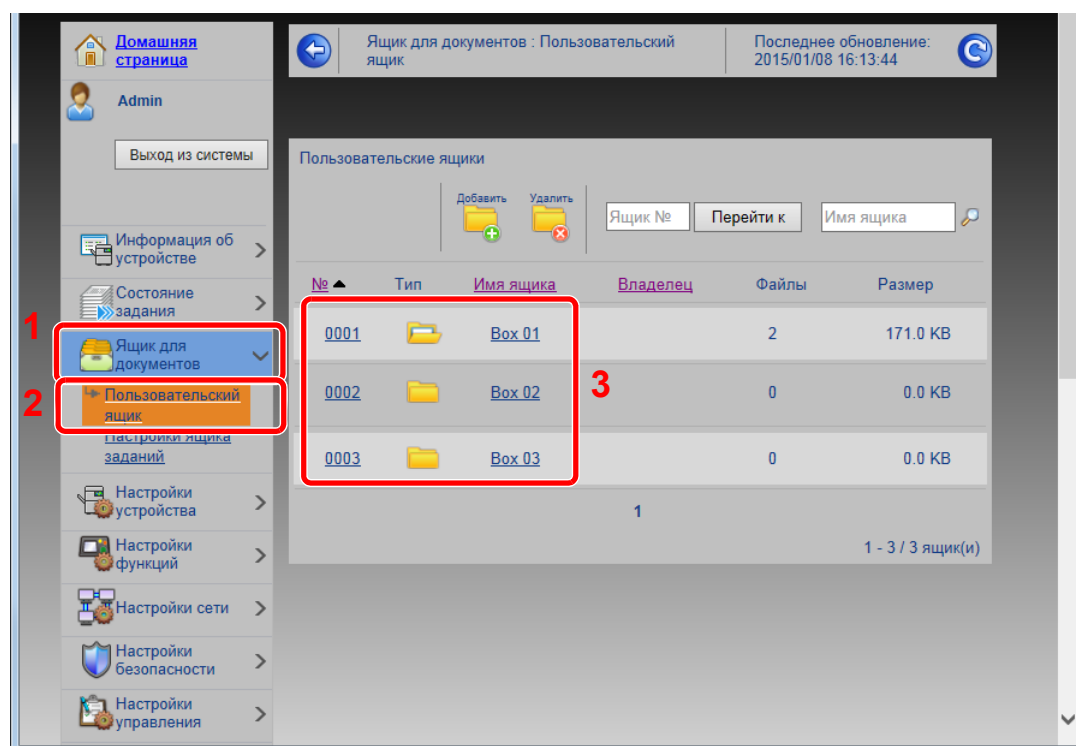 Домашняя
страница
Admin
Выход из системы
Информация об
устройстве
Состояние
задания
1
Ящик для
документов
2
Пользовательский
ящик
Настройки ящика
заданий
Настройки
устройства
Настройки
функций
Настройки сети
Настройки
безопасности
Настройки
управления
Ящик для документов : Пользовательский
ящик
Последнее обновление:
2015/01/08 16:13:44
Пользовательские ящики
Добавить Удалить
Ящик № Перейти к Имя ящика
№ Тип Имя ящика Владелец Файлы Размер
0001 Box 01 2 171.0 KB
0002 Box 02 0 0.0 KB
3
0003 Box 03 0 0.0 KB
1
1 - 3 / 3 ящик(и)